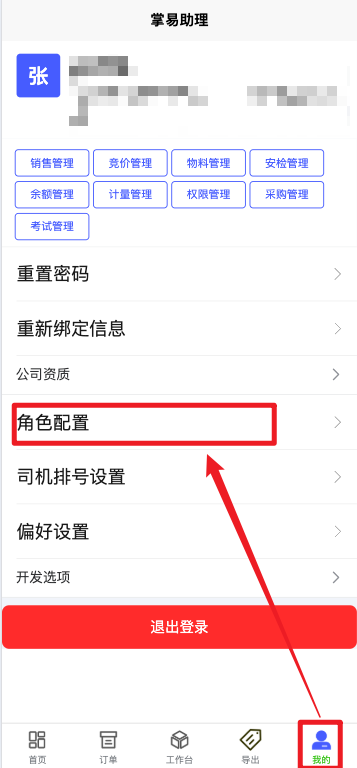 掌易助理
张
销售管理 竞价管理 物料管理 安检管理
余额管理 计量管理 权限管理 采购管理
考试管理
重置密码
重新绑定信息
公司资质
角色配置
司机排号设置
偏好设置
开发选项
退出登录
首页 订单 工作台 导出 我的